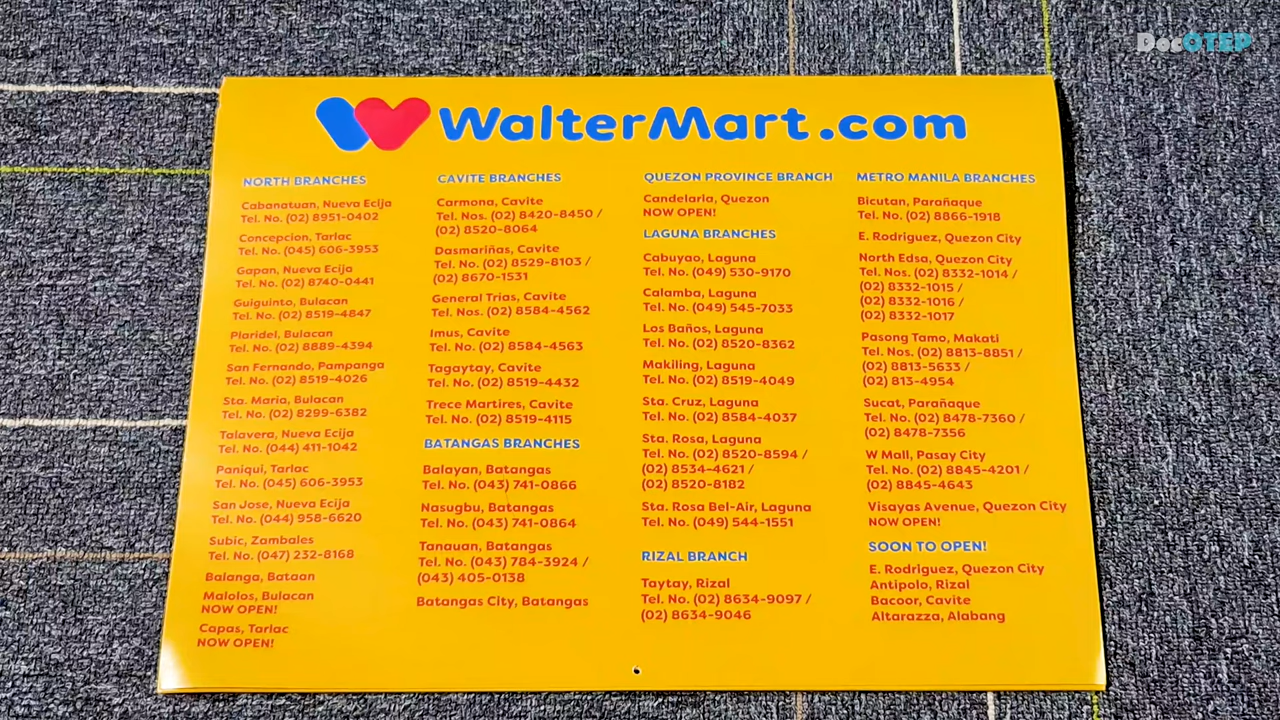 DocOTEP
WalterMart.com
NORTH BRANCHES
Cabanatuan, Nueva Ecija
Tel. No. (02) 8951-0402
Concepcion, Tarlac
Tel. No. (045) 606-3953
Gapan, Nueva Ecija
Tel. No. (02) 8740-0441
Guiguinto, Bulacan
Tel. No. (02) 8519-4847
Plaridel, Bulacan
Tel. No. (02) 8889-4394
San Fernando, Pampanga
Tel. No. (02) 8519-4026
Sta. Maria, Bulacan
Tel. No. (02) 8299-6382
Talavera, Nueva Ecija
Tel. No. (044) 411-1042
Paniqui, Tarlac
Tel. No. (045) 606-3953
San Jose, Nueva Ecija
Tel. No. (044) 958-6620
Subic, Zambales
Tel. No. (047) 232-8168
Balanga, Bataan
Malolos, Bulacan
NOW OPEN!
Capas, Tarlac
NOW OPEN!
CAVITE BRANCHES
Carmona, Cavite
Tel. Nos. (02) 8420-8450 /
(02) 8520-8064
Dasmariñas, Cavite
Tel. No. (02) 8529-8103 /
(02) 8670-1531
General Trias, Cavite
Tel. Nos. (02) 8584-4562
Imus, Cavite
Tel. No. (02) 8584-4563
Tagaytay, Cavite
Tel. No. (02) 8519-4432
Trece Martires, Cavite
Tel. No. (02) 8519-4115
BATANGAS BRANCHES
Balayan, Batangas
Tel. No. (043) 741-0866
Nasugbu, Batangas
Tel. No. (043) 741-0864
Tanauan, Batangas
Tel. No. (043) 784-3924 /
(043) 405-0138
Batangas City, Batangas
QUEZON PROVINCE BRANCH
Candelaria, Quezon
NOW OPEN!
LAGUNA BRANCHES
Cabuyao, Laguna
Tel. No. (049) 530-9170
Calamba, Laguna
Tel. No. (049) 545-7033
Los Baños, Laguna
Tel. No. (02) 8520-8362
Makiling, Laguna
Tel. No. (02) 8519-4049
Sta. Cruz, Laguna
Tel. No. (02) 8584-4037
Sta. Rosa, Laguna
Tel. No. (02) 8520-8594 /
(02) 8534-4621 /
(02) 8520-8182
Sta. Rosa Bel-Air, Laguna
Tel. No. (049) 544-1551
RIZAL BRANCH
Taytay, Rizal
Tel. No. (02) 8634-9097 /
(02) 8634-9046
METRO MANILA BRANCHES
Bicutan, Parañaque
Tel. No. (02) 8866-1918
E. Rodriguez, Quezon City
North Edsa, Quezon City
Tel. Nos. (02) 8332-1014 /
(02) 8332-1015 /
(02) 8332-1016 /
(02) 8332-1017
Pasong Tamo, Makati
Tel. Nos. (02) 8813-8851 /
(02) 8813-5633 /
(02) 813-4954
Sucat, Parañaque
Tel. No. (02) 8478-7360 /
(02) 8478-7356
W Mall, Pasay City
Tel. No. (02) 8845-4201 /
(02) 8845-4643
Visayas Avenue, Quezon City
NOW OPEN!
SOON TO OPEN!
E. Rodriguez, Quezon City
Antipolo, Rizal
Bacoor, Cavite
Altarazza, Alabang